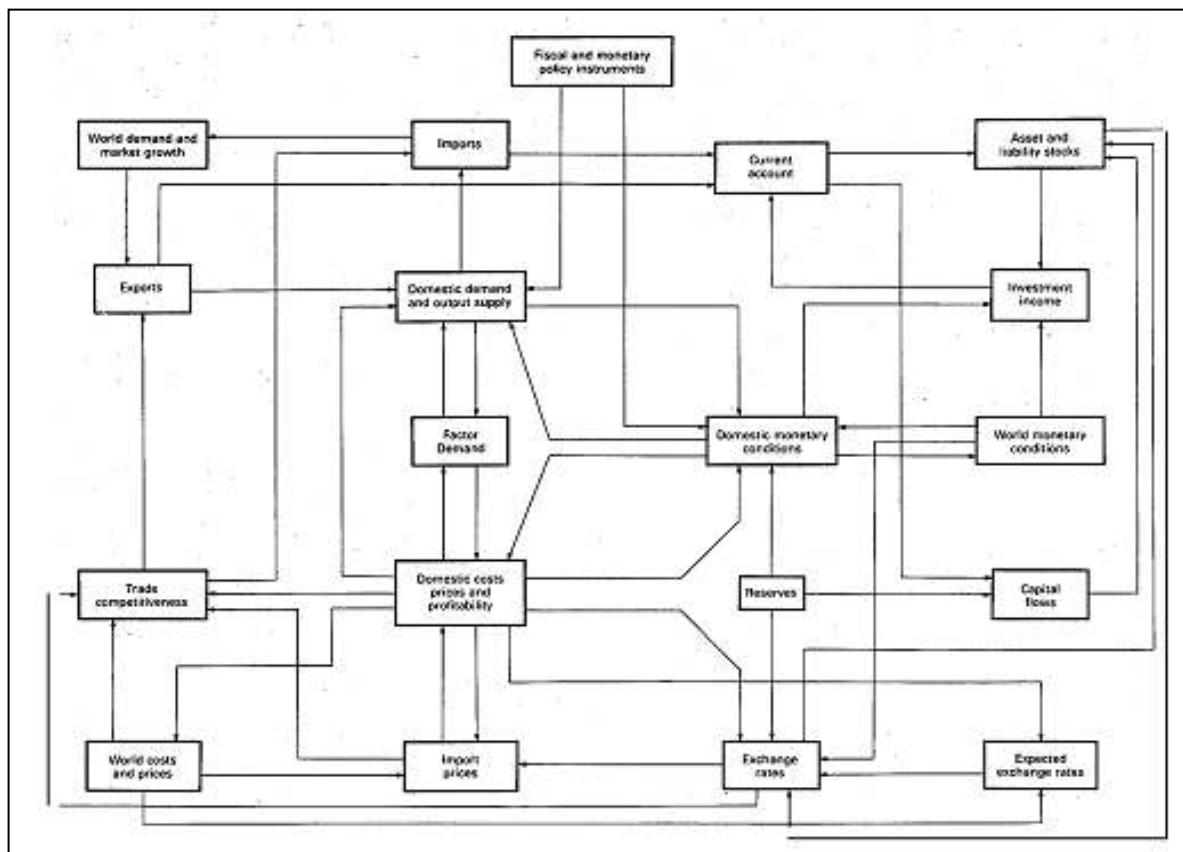 Fiscal and monetary
policy instruments
World demand and
market growth
Imports
Current
account
Asset and
liability stocks
Exports
Domestic demand
and output supply
Investment
income
Factor
Demand
Domestic monetary
conditions
World monetary
conditions
Trade
competitiveness
Domestic costs
prices and
profitability
Reserves
Capital
flows
World costs
and prices
Import
prices
Exchange
rates
Expected
exchange rates